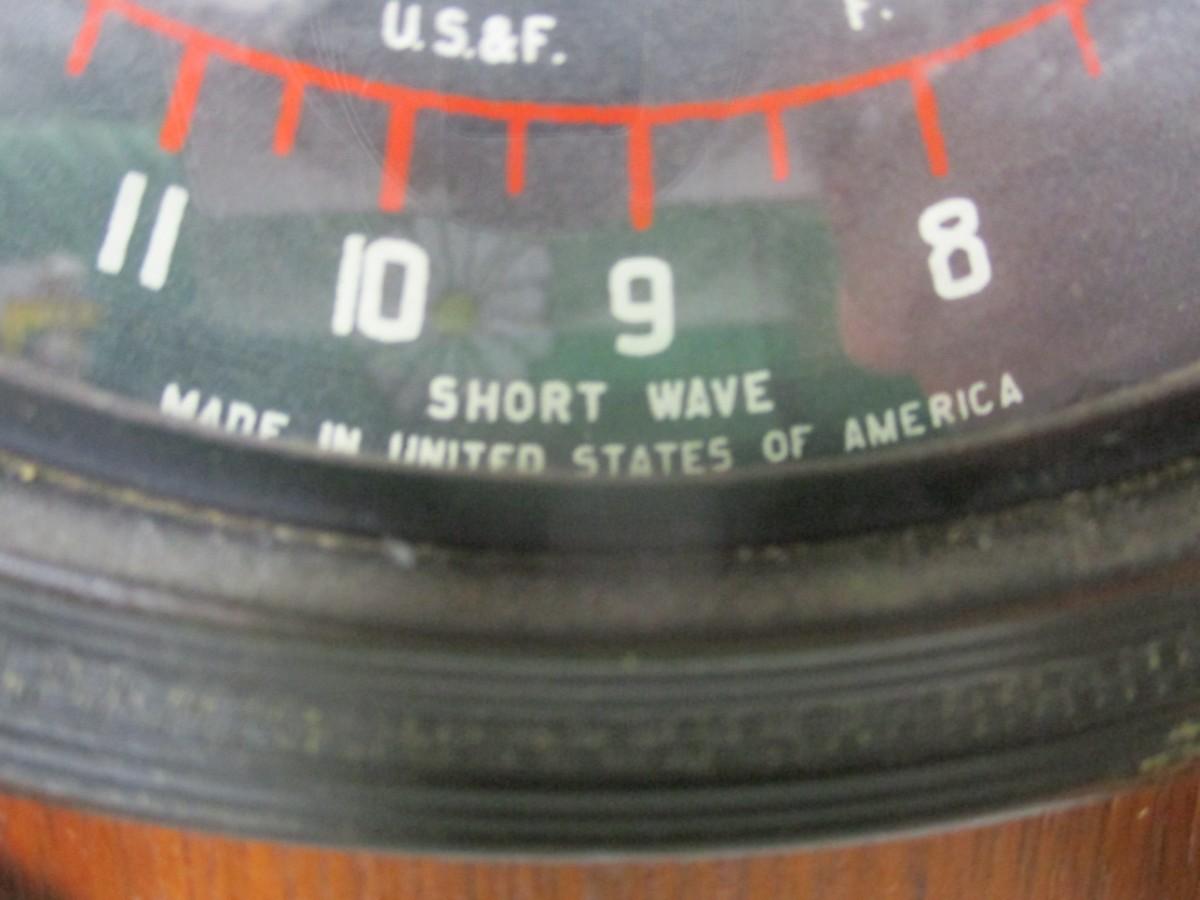 U.S.&F. F.
11 10 9 8
SHORT WAVE
MADE IN UNITED STATES OF AMERICA